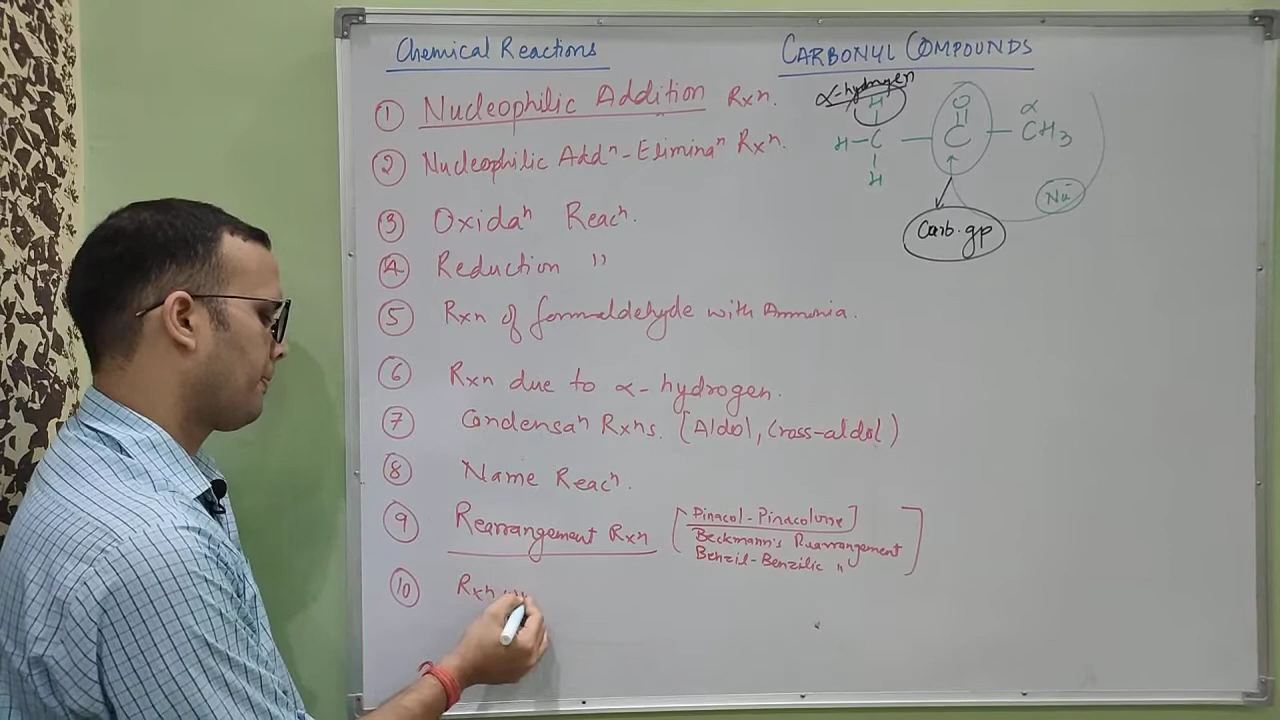 Chemical Reactions
CARBONYL COMPOUNDS
① Nucleophilic Addition Rxn.
② Nucleophilic Addⁿ-Eliminaⁿ Rxⁿ.
③ Oxidaⁿ Reacⁿ.
④ Reduction "
⑤ Rxn of formaldehyde with Ammonia.
⑥ Rxn due to α-hydrogen.
⑦ Condensaⁿ Rxns. [Aldol, Cross-aldol)
⑧ Name Reacⁿ.
⑨ Rearrangement Rxn [Pinacol-Pinacolone]
Beckmann's Rearrangement
Benzil-Benzilic "]
⑩ Rxn
α-hydrogen
H O α
H-C-C-CH3
H
Nu
Carb. gp